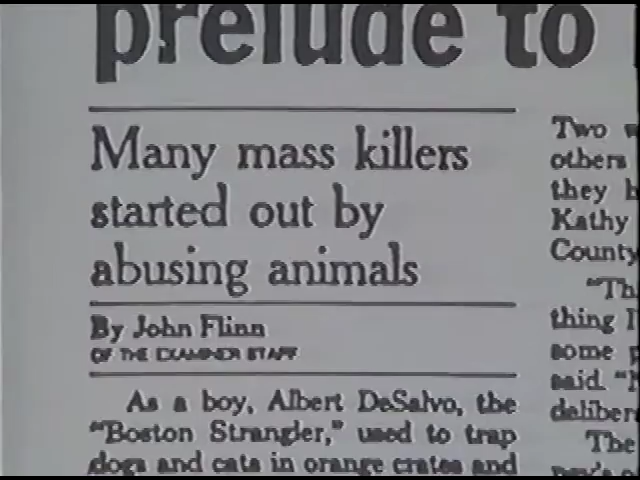 prelude to
Many mass killers
started out by
abusing animals
By John Flinn
OF THE EXAMINER STAFF
As a boy, Albert DeSalvo, the
"Boston Strangler," used to trap
dogs and cats in orange crates and
Two
others
they
Kathy
County
"Th
thing
some
said. "
deliber
The